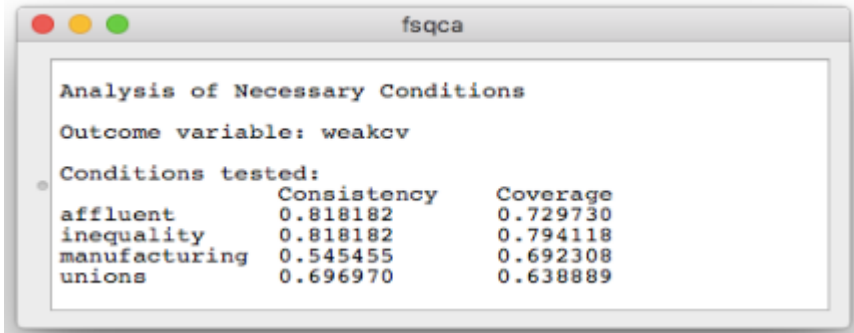 fsqca
Analysis of Necessary Conditions
Outcome variable: weakcv
Conditions tested:
Consistency Coverage
affluent 0.818182 0.729730
inequality 0.818182 0.794118
manufacturing 0.545455 0.692308
unions 0.696970 0.638889